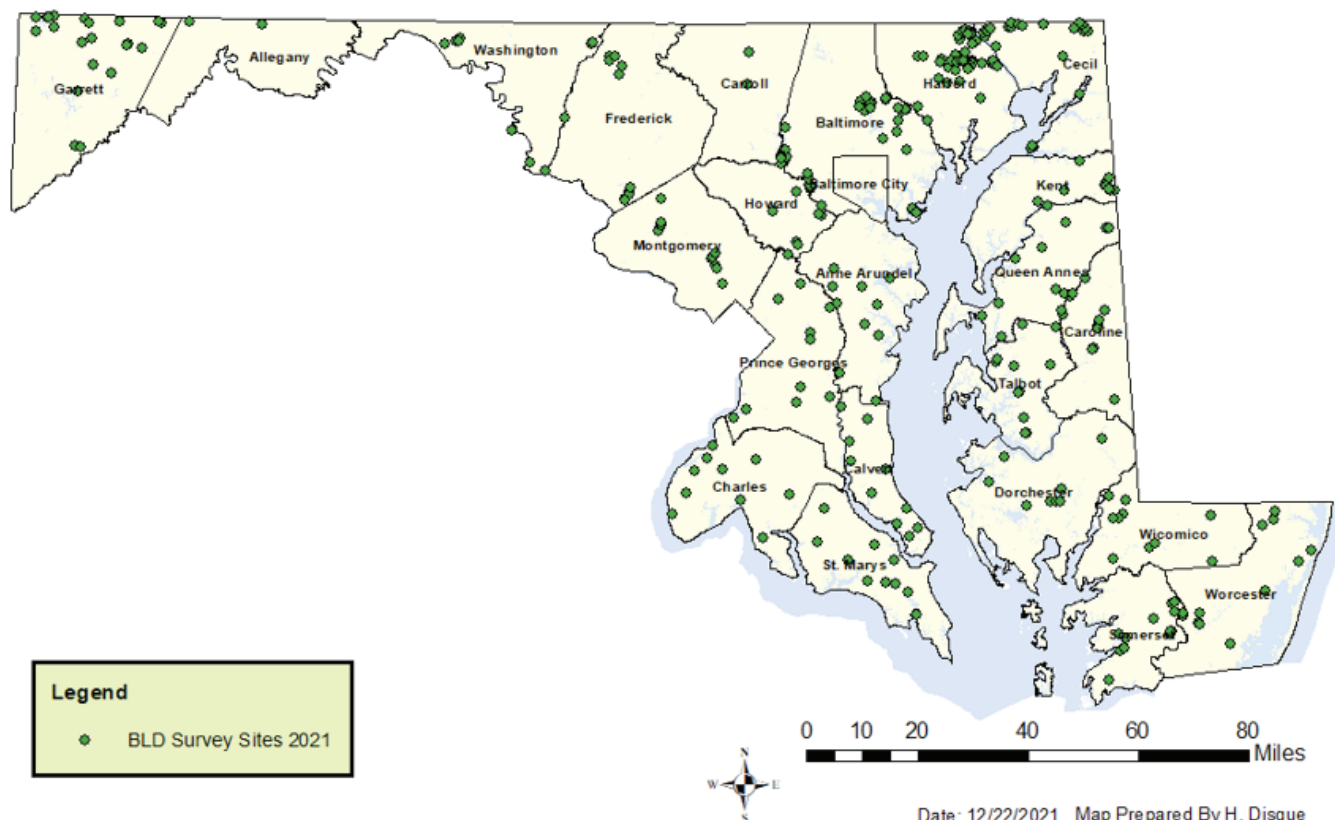 Garrett
Allegany
Washington
Frederick
Carroll
Baltimore
Harford
Cecil
Baltimore City
Howard
Montgomery
Kent
Queen Annes
Anne Arundel
Caroline
Prince Georges
Talbot
Calvert
Charles
Dorchester
St. Marys
Wicomico
Worcester
Somerset
Legend
BLD Survey Sites 2021
0 10 20 40 60 80
Miles
N
W E
S
Date: 12/22/2021 Map Prepared By H. Disque